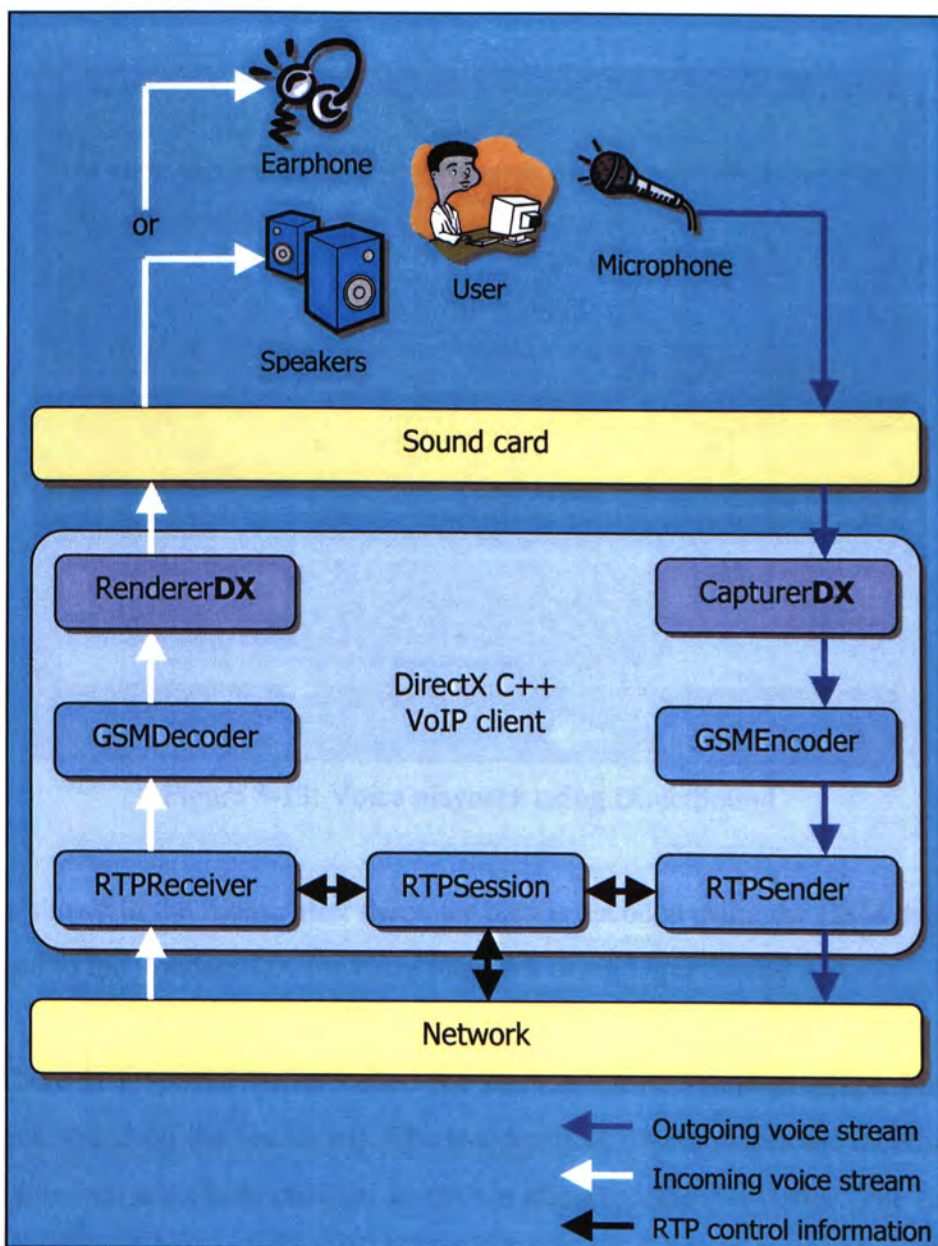 Earphone
or
Speakers
User
Microphone
Sound card
RendererDX
CapturerDX
DirectX C++
VoIP client
GSMDecoder
GSMEncoder
RTPReceiver
RTPSession
RTPSender
Network
Outgoing voice stream
Incoming voice stream
RTP control information